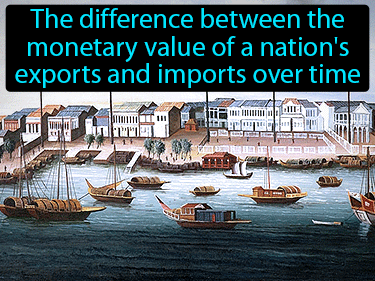 The difference between the
monetary value of a nation's
exports and imports over time